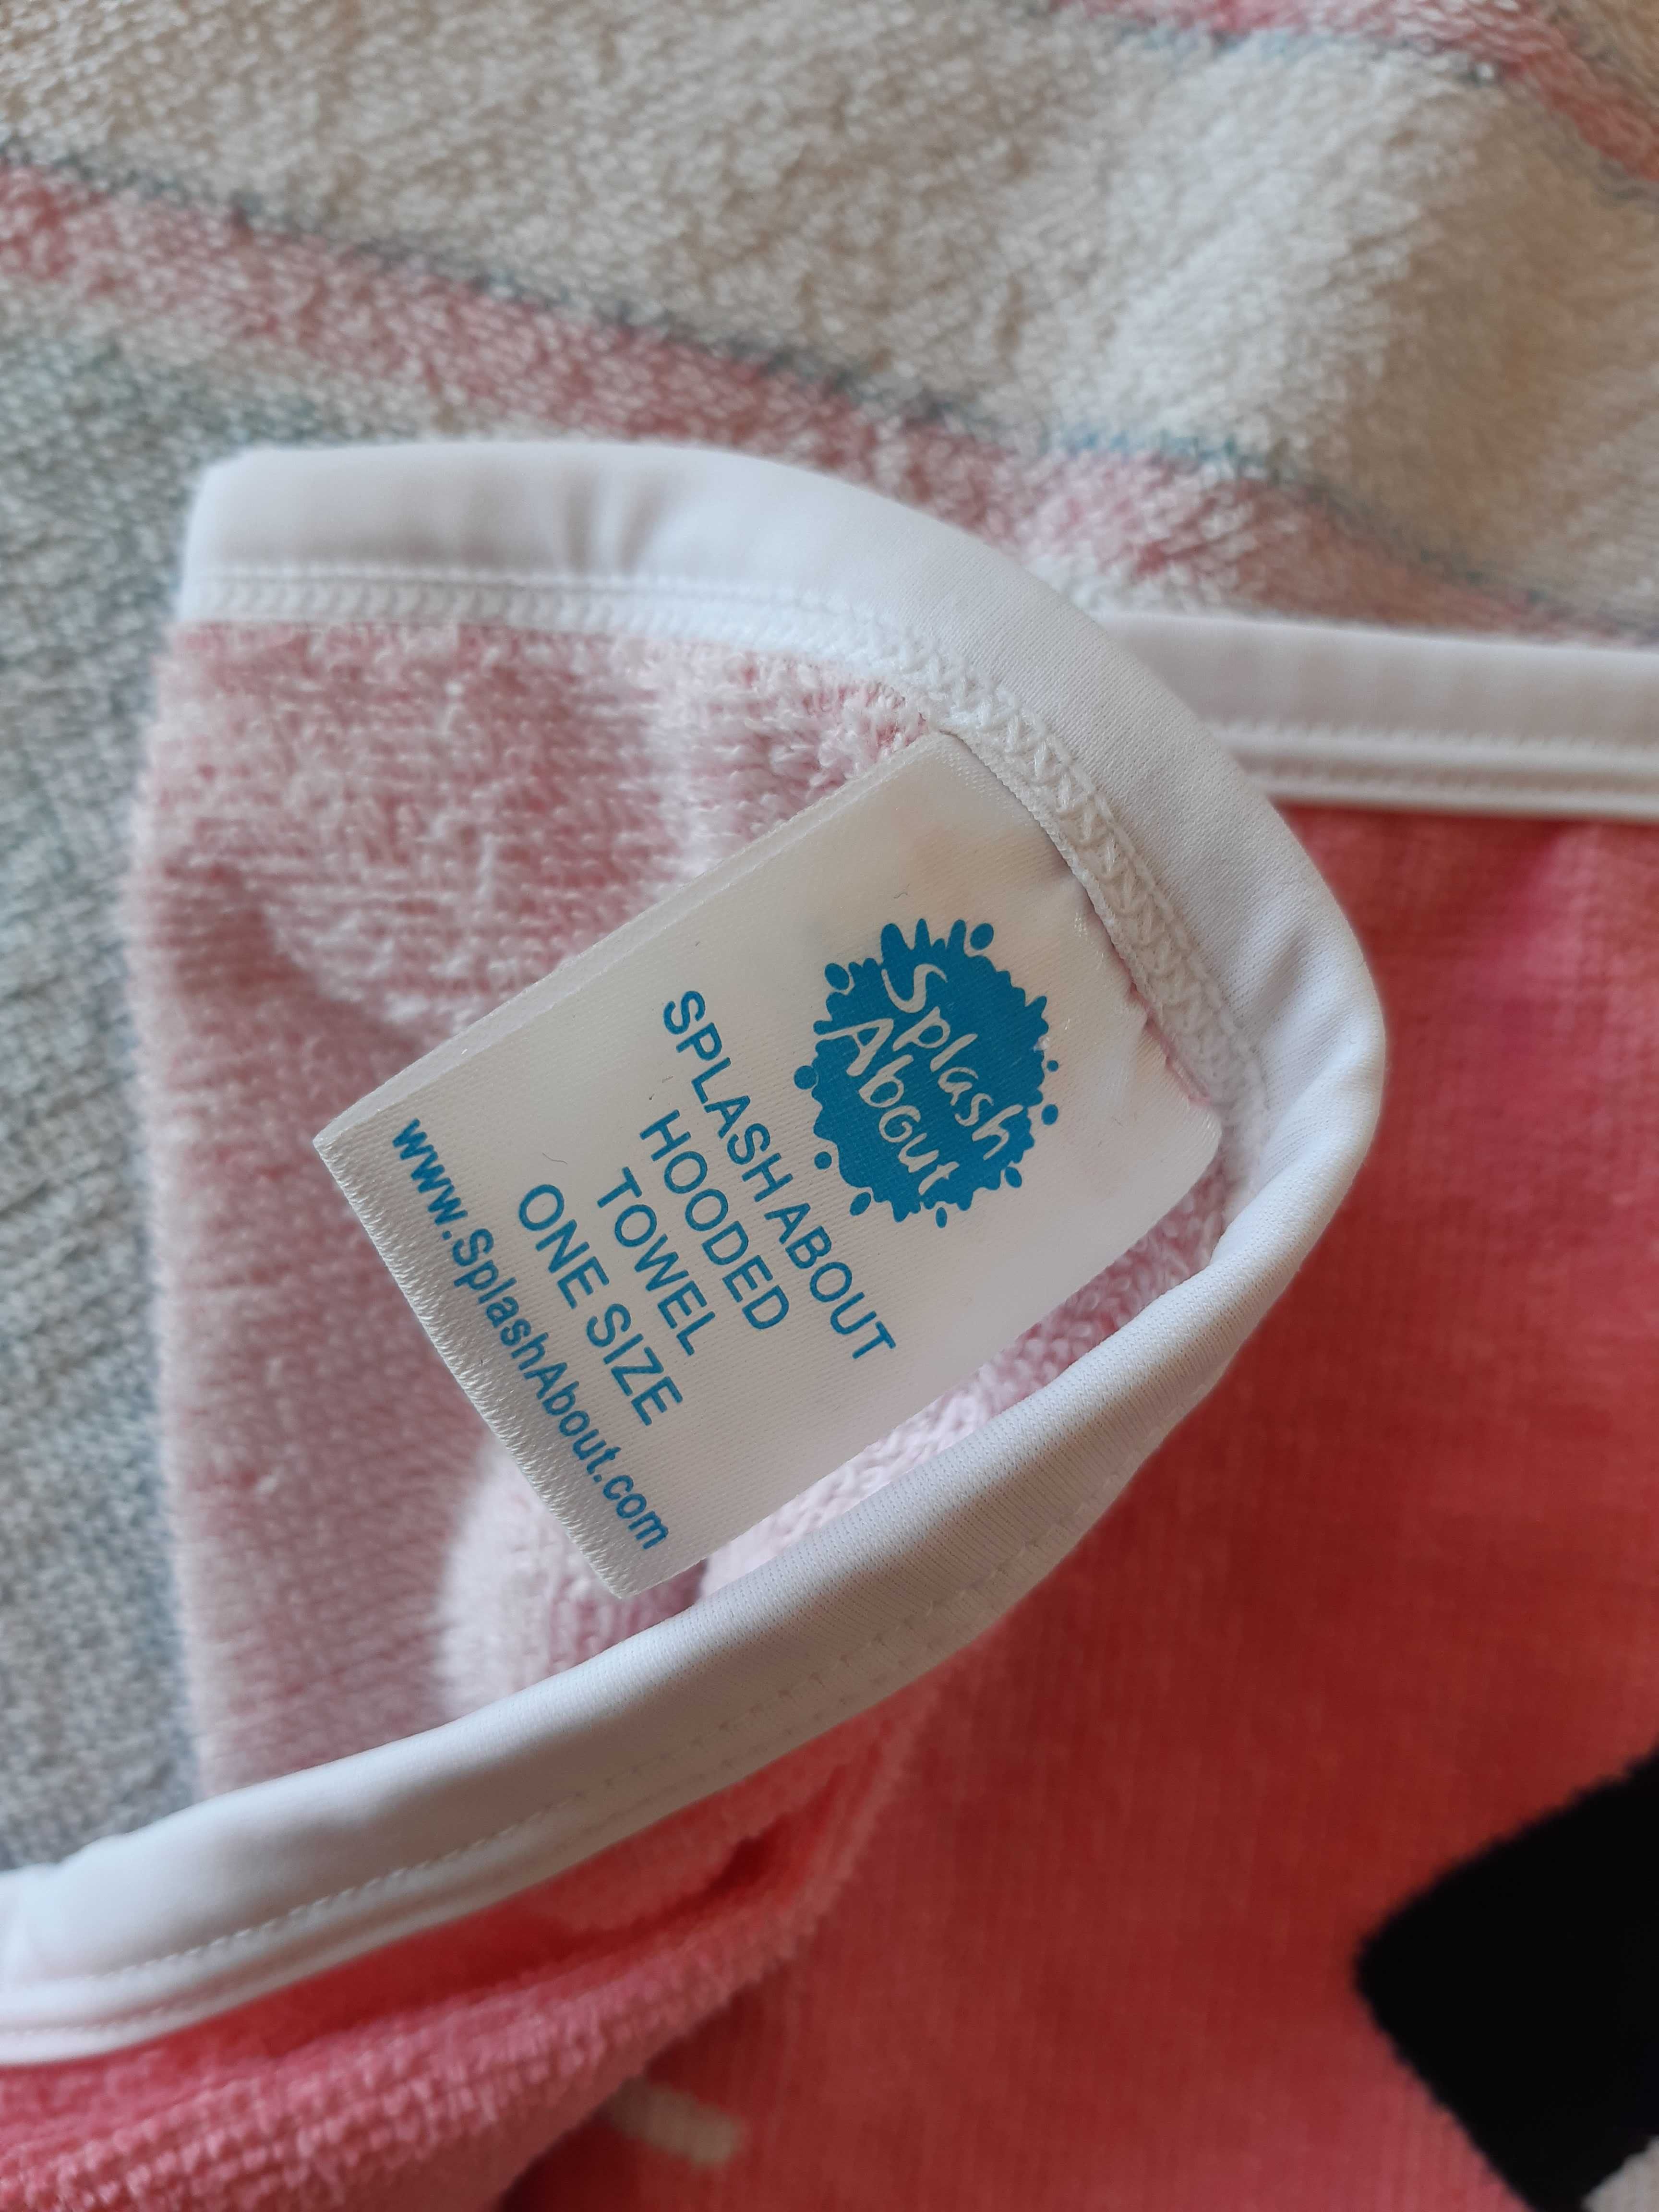 Splash
About
SPLASH ABOUT
HOODED
TOWEL
ONE SIZE
www.SplashAbout.com